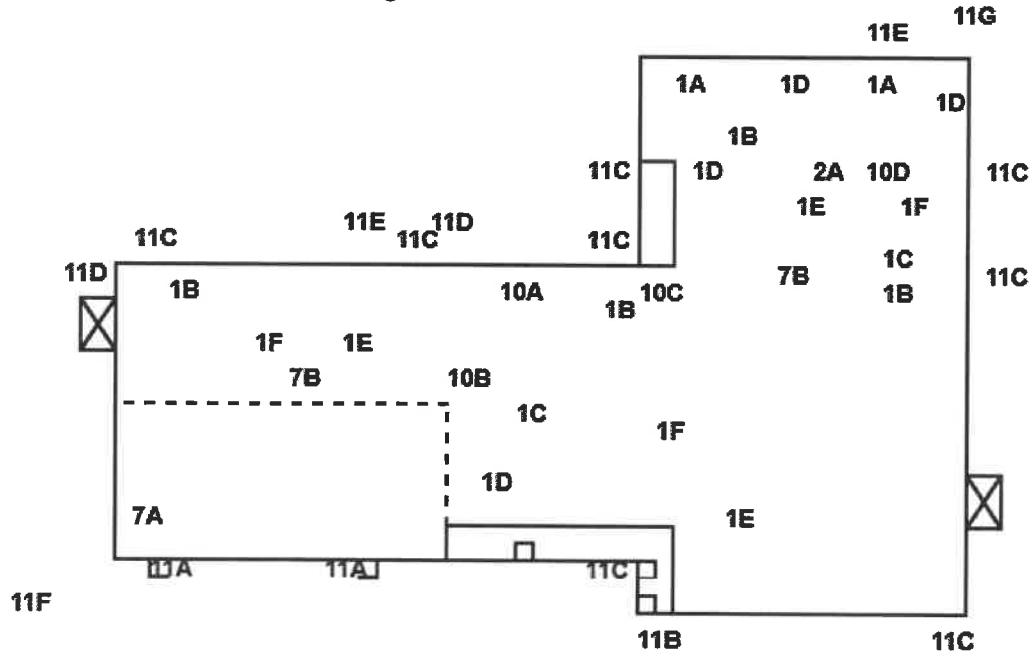 11G
11E
1A 1D 1A
1D
1B
11C 1D 2A 10D 11C
1E 1F
11E 11D
11C 11C 11C
1C
11D 7B 11C
1B 10A 10C 1B
1B
1F 1E
7B 10B
1C
1F
1D
7A 1E
11A 11A 11C
11F
11B 11C